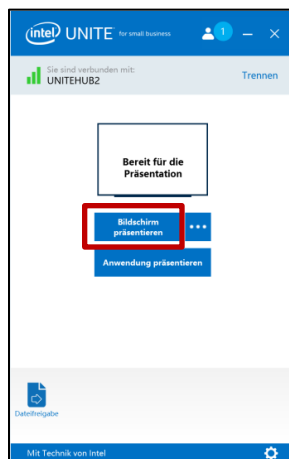 intel UNITE for small business 1
Sie sind verbunden mit:
UNITEHUB2
Trennen
Bereit für die
Präsentation
Bildschirm
präsentieren
Anwendung präsentieren
Dateifreigabe
Mit Technik von Intel